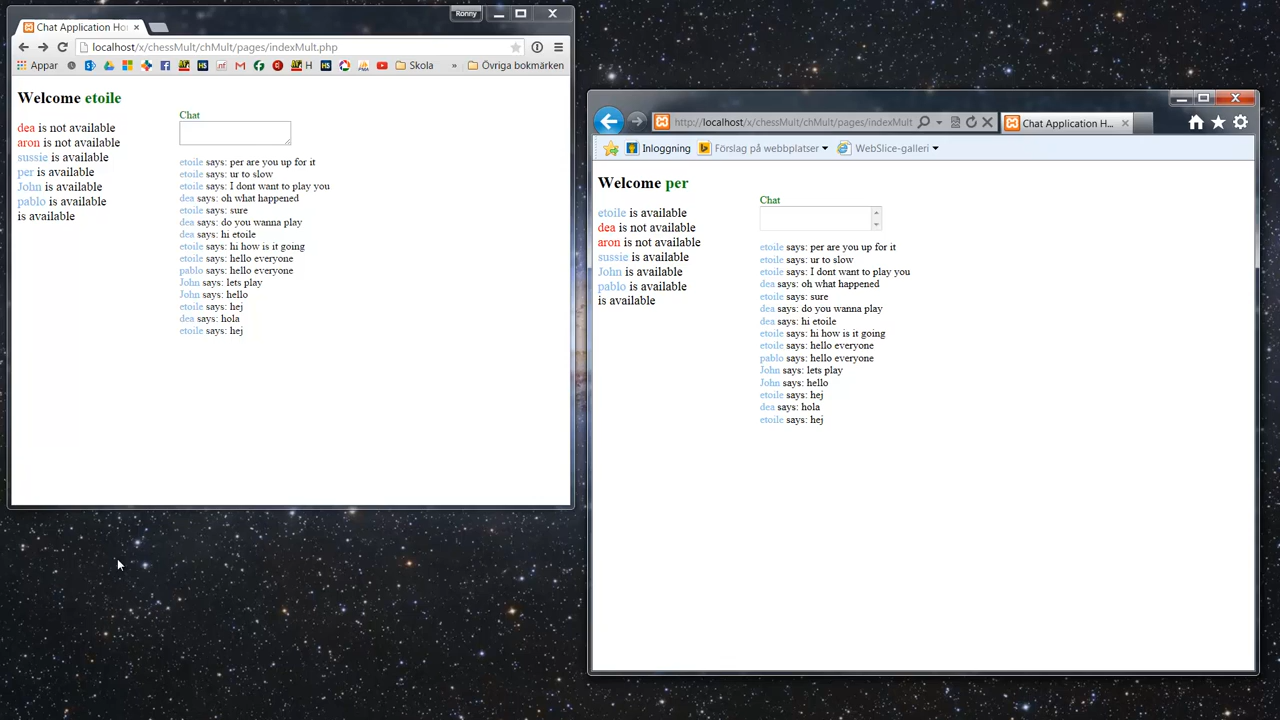 Ronny
Chat Application Ho
localhost/x/chessMult/chMult/pages/indexMult.php
Appar
H
Skola
»
Övriga bokmärken
Welcome etoile
dea is not available
aron is not available
sussie is available
per is available
John is available
pablo is available
is available
Chat
etoile says: per are you up for it
etoile says: ur to slow
etoile says: I dont want to play you
dea says: oh what happened
etoile says: sure
dea says: do you wanna play
dea says: hi etoile
etoile says: hi how is it going
etoile says: hello everyone
pablo says: hello everyone
John says: lets play
John says: hello
etoile says: hej
dea says: hola
etoile says: hej
http://localhost/x/chessMult/chMult/pages/indexMult
Chat Application H...
Inloggning
Förslag på webbplatser
WebSlice-galleri
Welcome per
etoile is available
dea is not available
aron is not available
sussie is available
John is available
pablo is available
is available
Chat
etoile says: per are you up for it
etoile says: ur to slow
etoile says: I dont want to play you
dea says: oh what happened
etoile says: sure
dea says: do you wanna play
dea says: hi etoile
etoile says: hi how is it going
etoile says: hello everyone
pablo says: hello everyone
John says: lets play
John says: hello
etoile says: hej
dea says: hola
etoile says: hej